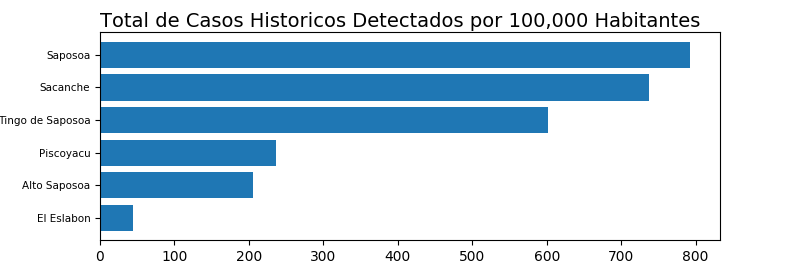 Total de Casos Historicos Detectados por 100,000 Habitantes
Saposoa
Sacanche
Tingo de Saposoa
Piscoyacu
Alto Saposoa
El Eslabon
0 100 200 300 400 500 600 700 800